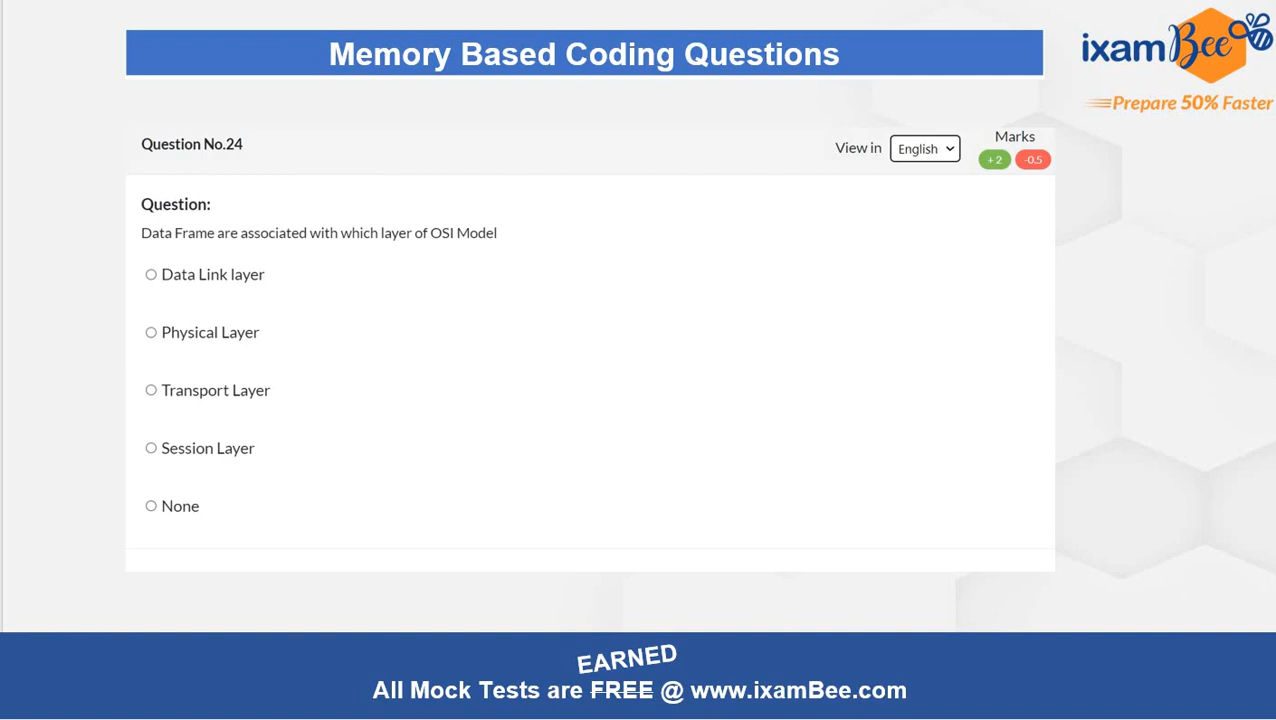 Memory Based Coding Questions
ixamBee
Prepare 50% Faster
Question No.24
View in
English
Marks
+ 2
-0.5
Question:
Data Frame are associated with which layer of OSI Model
Data Link layer
Physical Layer
Transport Layer
Session Layer
None
EARNED
All Mock Tests are FREE @ www.ixamBee.com